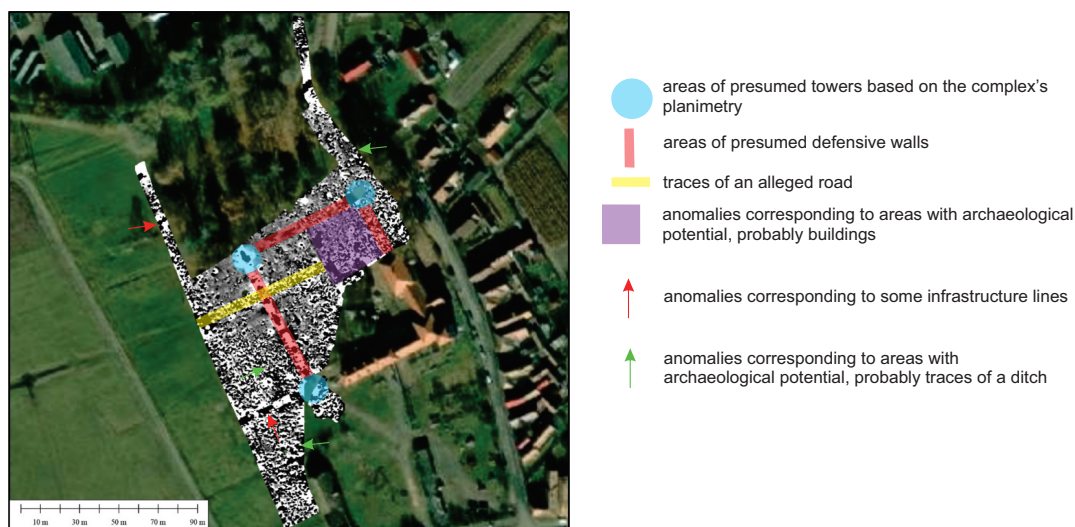 areas of presumed towers based on the complex's
planimetry
areas of presumed defensive walls
traces of an alleged road
anomalies corresponding to areas with archaeological
potential, probably buildings
anomalies corresponding to some infrastructure lines
anomalies corresponding to areas with
archaeological potential, probably traces of a ditch
10 m 30 m 50 m 70 m 90 m